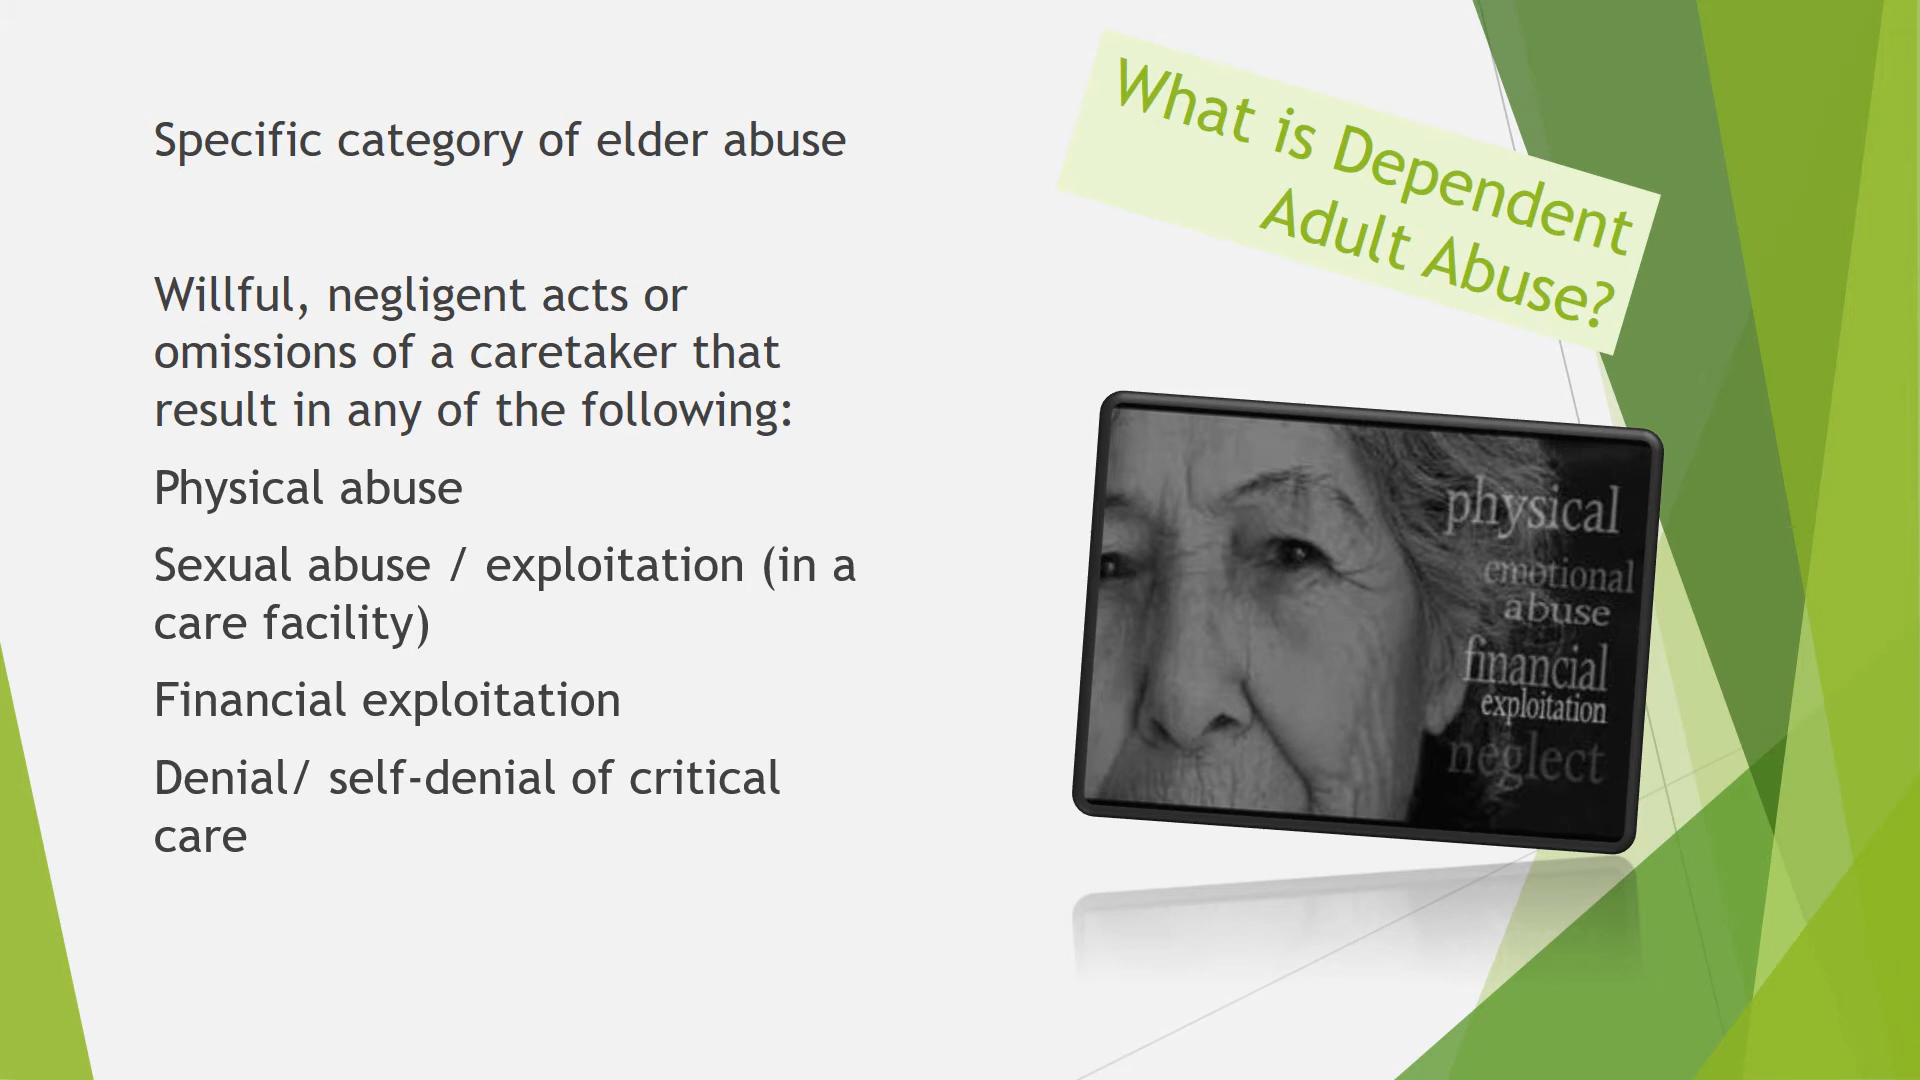 What is Dependent
Adult Abuse?
Specific category of elder abuse
Willful, negligent acts or
omissions of a caretaker that
result in any of the following:
Physical abuse
Sexual abuse / exploitation (in a
care facility)
Financial exploitation
Denial/ self-denial of critical
care
physical
emotional
abuse
financial
exploitation
neglect